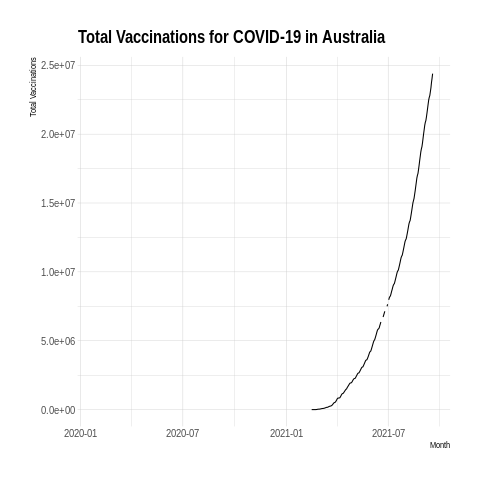 Total Vaccinations for COVID-19 in Australia
Total Vaccinations
2.5e+07
2.0e+07
1.5e+07
1.0e+07
5.0e+06
0.0e+00
2020-01 2020-07 2021-01 2021-07
Month